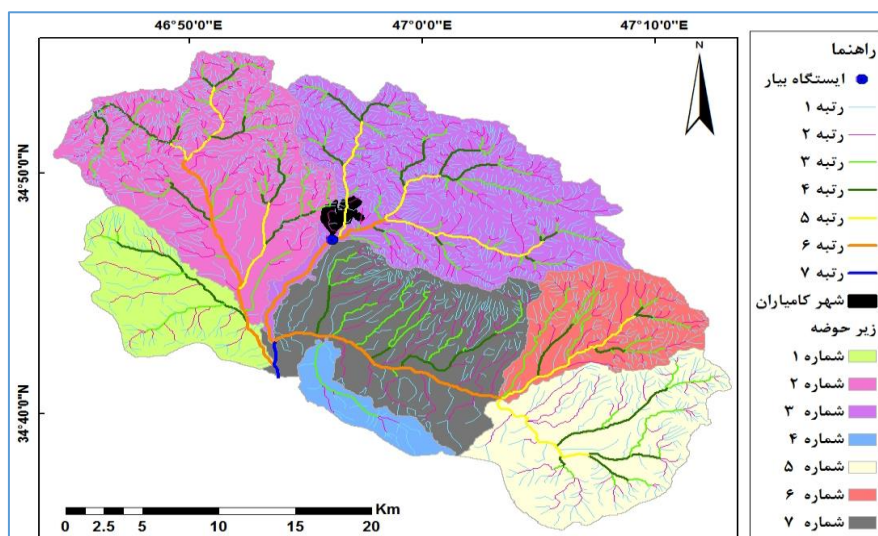 46°50'0"E 47°0'0"E 47°10'0"E
34°50'0"N
34°40'0"N
N
0 2.5 5 10 15 20 Km
راهنما
ایستگاه بیار
رتبه ۱
رتبه ۲
رتبه ۳
رتبه ۴
رتبه ۵
رتبه ۶
رتبه ۷
شهر کامیاران
زیر حوضه
شماره ۱
شماره ۲
شماره ۳
شماره ۴
شماره ۵
شماره ۶
شماره ۷